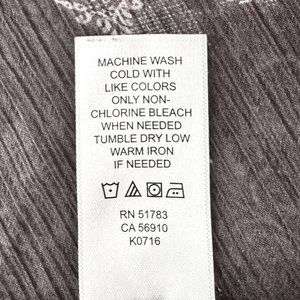 MACHINE WASH
COLD WITH
LIKE COLORS
ONLY NON-
CHLORINE BLEACH
WHEN NEEDED
TUMBLE DRY LOW
WARM IRON
IF NEEDED
RN 51783
CA 56910
K0716